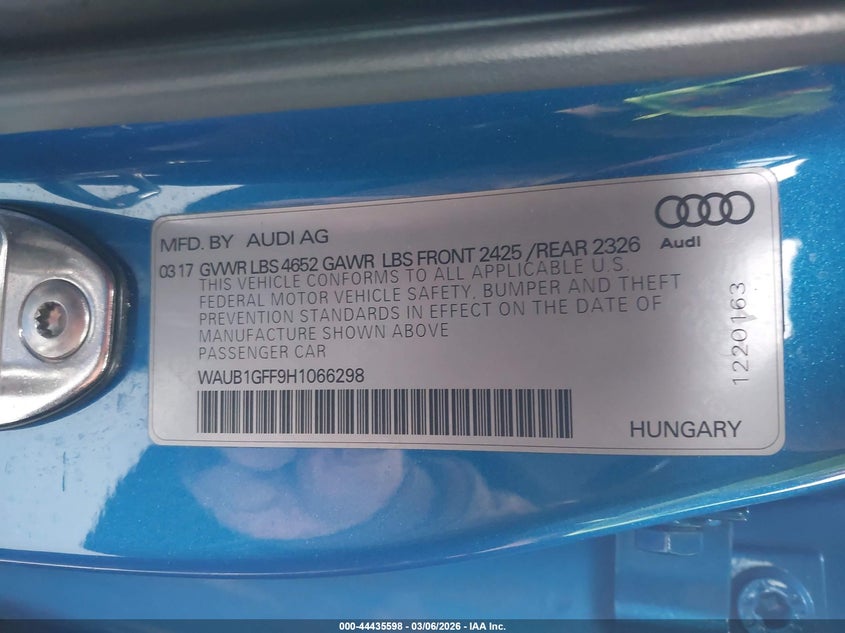 MFD. BY AUDI AG
Audi
03 17 GVWR LBS 4652 GAWR LBS FRONT 2425 / REAR 2326
THIS VEHICLE CONFORMS TO ALL APPLICABLE U.S.
FEDERAL MOTOR VEHICLE SAFETY, BUMPER AND THEFT
PREVENTION STANDARDS IN EFFECT ON THE DATE OF
MANUFACTURE SHOWN ABOVE
PASSENGER CAR
WAUB1GFF9H1066298
1220163
HUNGARY
000-44435598 - 03/06/2026 - IAA Inc.